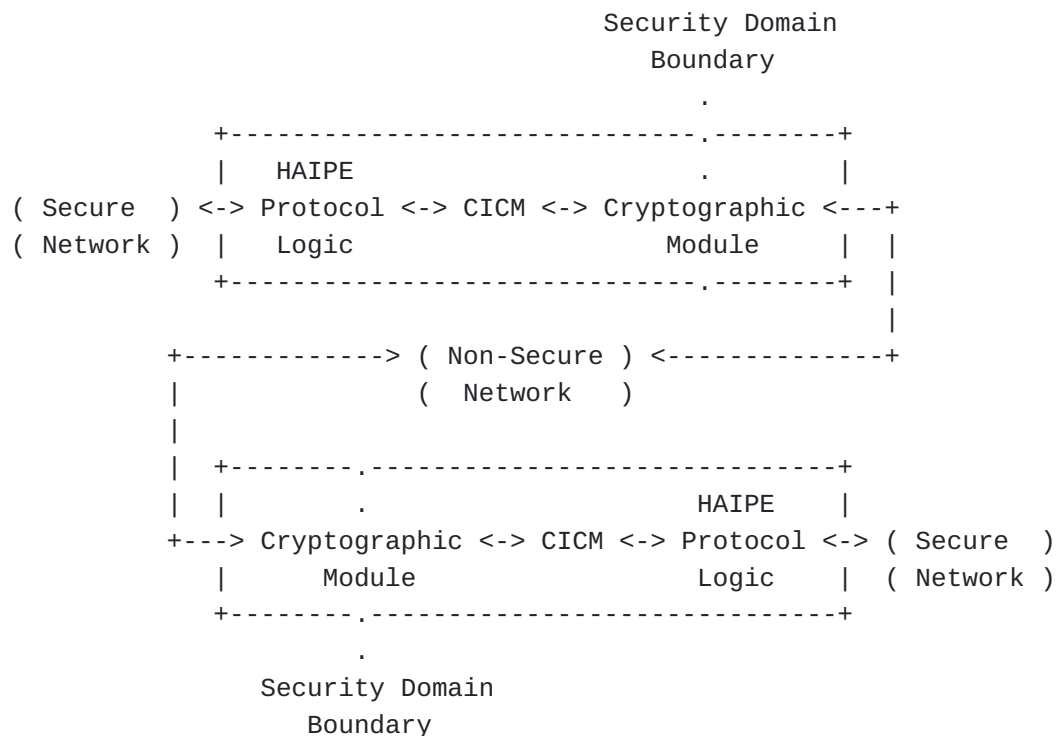 Security Domain
Boundary
.
+------------------------------.--------+
|   HAIPE                      .        |
( Secure  ) <-> Protocol <-> CICM <-> Cryptographic <---+
( Network )  |   Logic                  Module     |  |
+------------------------------.--------+  |
|
+-------------> ( Non-Secure ) <---------------+
|               (  Network   )
|
|  +--------.------------------------------+
|  |        .                     HAIPE    |
+---> Cryptographic <-> CICM <-> Protocol <-> ( Secure  )
|      Module                 Logic    |  ( Network )
+--------.------------------------------+
.
Security Domain
Boundary